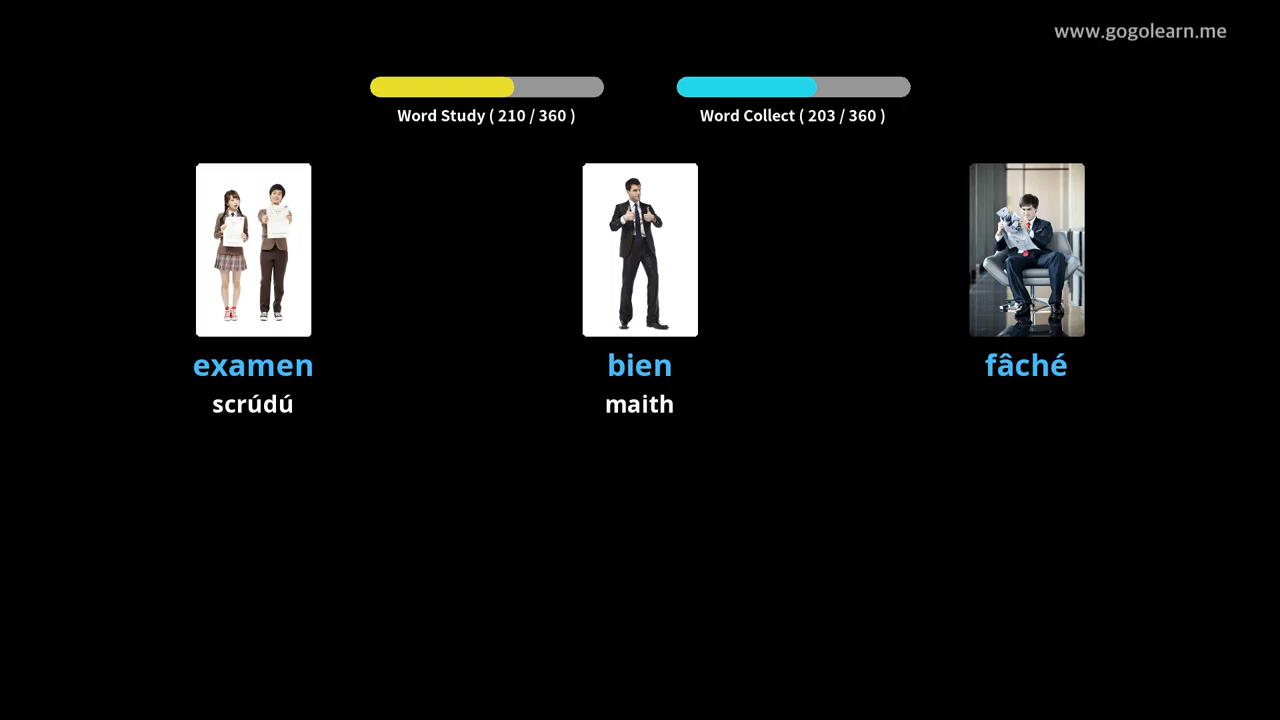 www.gogolearn.me
Word Study ( 210 / 360 )
Word Collect ( 203 / 360 )
examen
bien
fâché
scrúdú
maith